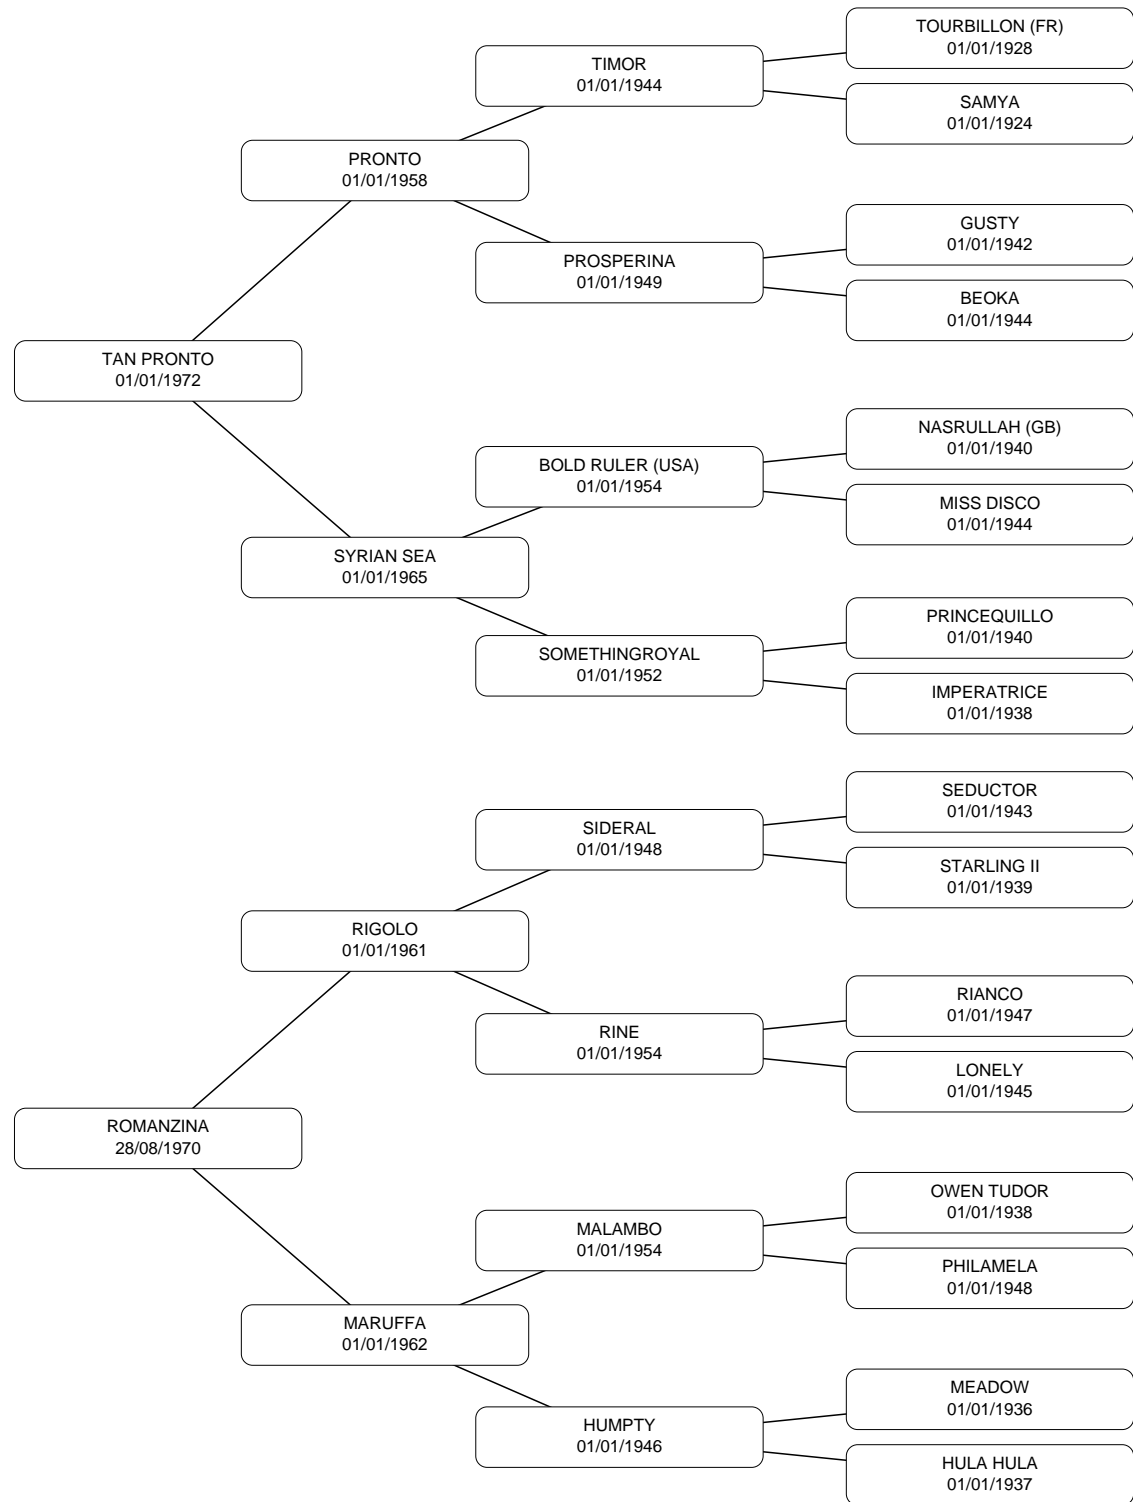 TOURBILLON (FR)
01/01/1928
TIMOR
01/01/1944
SAMYA
01/01/1924
PRONTO
01/01/1958
GUSTY
01/01/1942
PROSPERINA
01/01/1949
BEOKA
01/01/1944
TAN PRONTO
01/01/1972
NASRULLAH (GB)
01/01/1940
BOLD RULER (USA)
01/01/1954
MISS DISCO
01/01/1944
SYRIAN SEA
01/01/1965
PRINCEQUILLO
01/01/1940
SOMETHINGROYAL
01/01/1952
IMPERATRICE
01/01/1938
SEDUCTOR
01/01/1943
SIDERAL
01/01/1948
STARLING II
01/01/1939
RIGOLO
01/01/1961
RIANCO
01/01/1947
RINE
01/01/1954
LONELY
01/01/1945
ROMANZINA
28/08/1970
OWEN TUDOR
01/01/1938
MALAMBO
01/01/1954
PHILAMELA
01/01/1948
MARUFFA
01/01/1962
MEADOW
01/01/1936
HUMPTY
01/01/1946
HULA HULA
01/01/1937